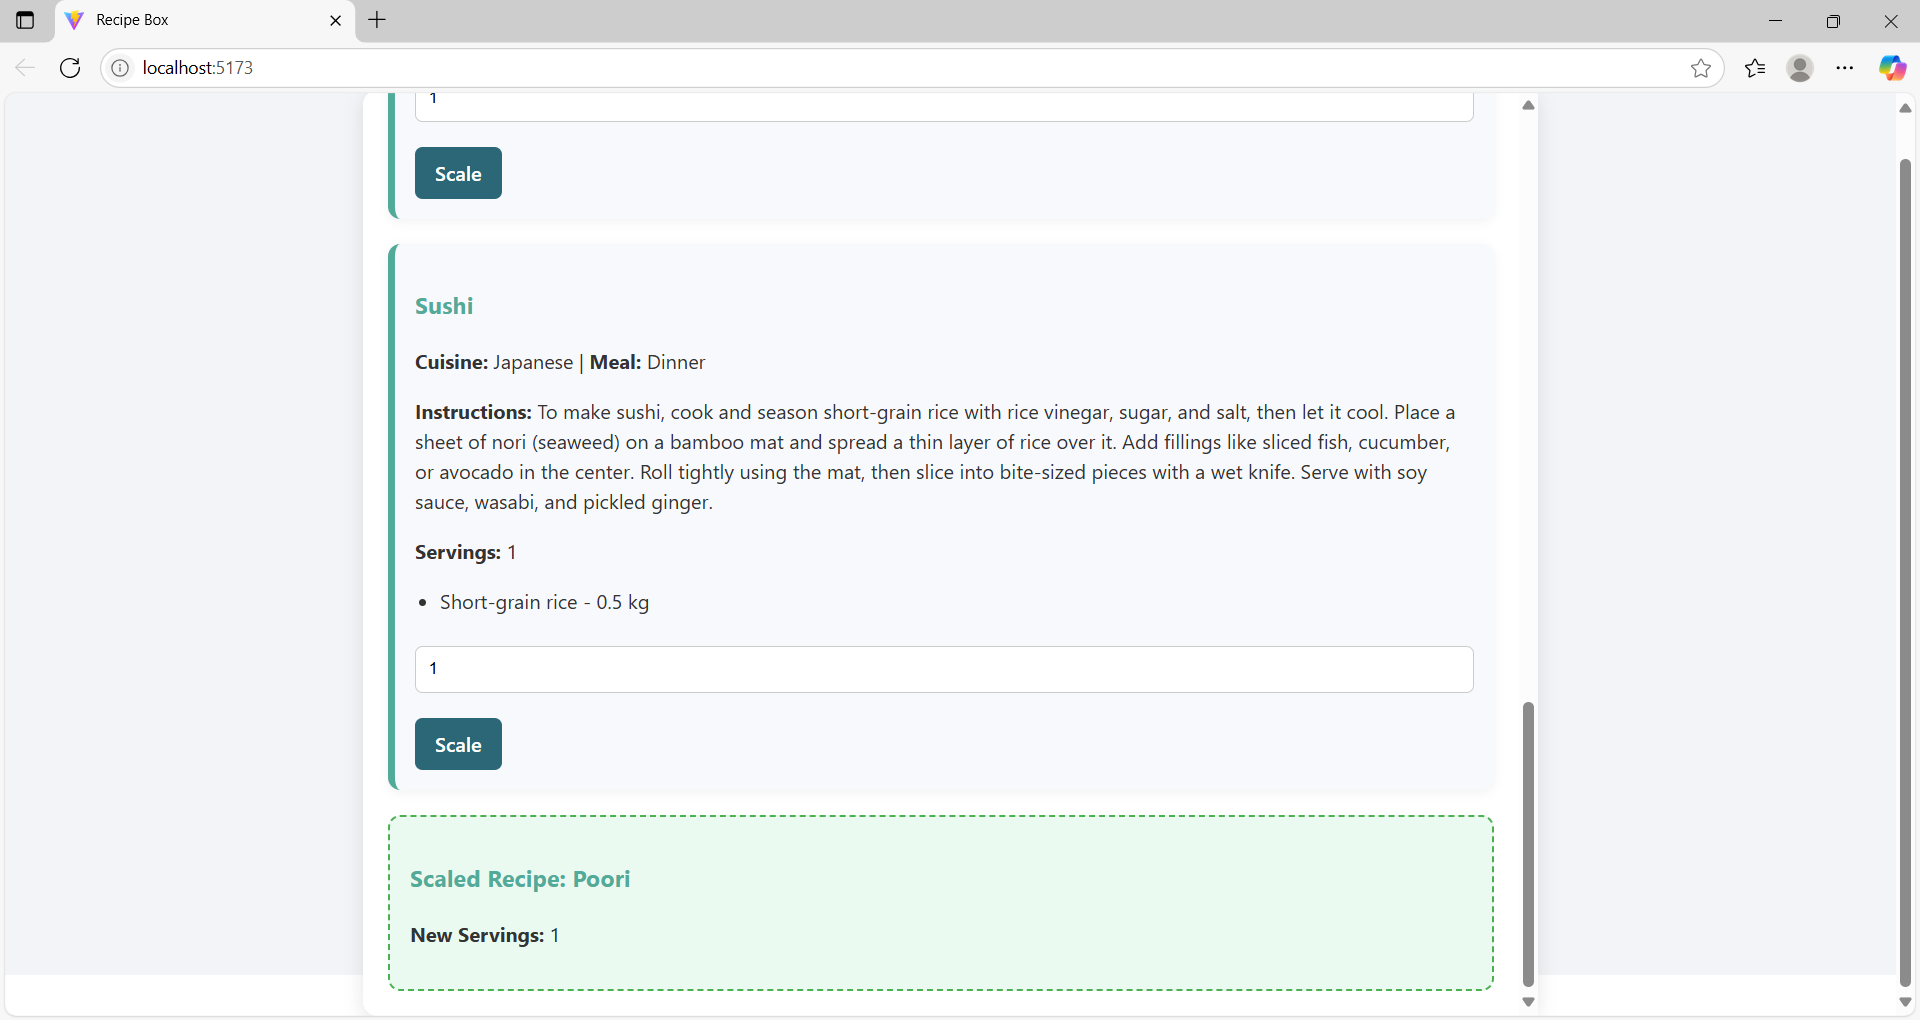 Recipe Box
localhost:5173
1
Scale
Sushi
Cuisine: Japanese | Meal: Dinner
Instructions: To make sushi, cook and season short-grain rice with rice vinegar, sugar, and salt, then let it cool. Place a
sheet of nori (seaweed) on a bamboo mat and spread a thin layer of rice over it. Add fillings like sliced fish, cucumber,
or avocado in the center. Roll tightly using the mat, then slice into bite-sized pieces with a wet knife. Serve with soy
sauce, wasabi, and pickled ginger.
Servings: 1
• Short-grain rice - 0.5 kg
1
Scale
Scaled Recipe: Poori
New Servings: 1